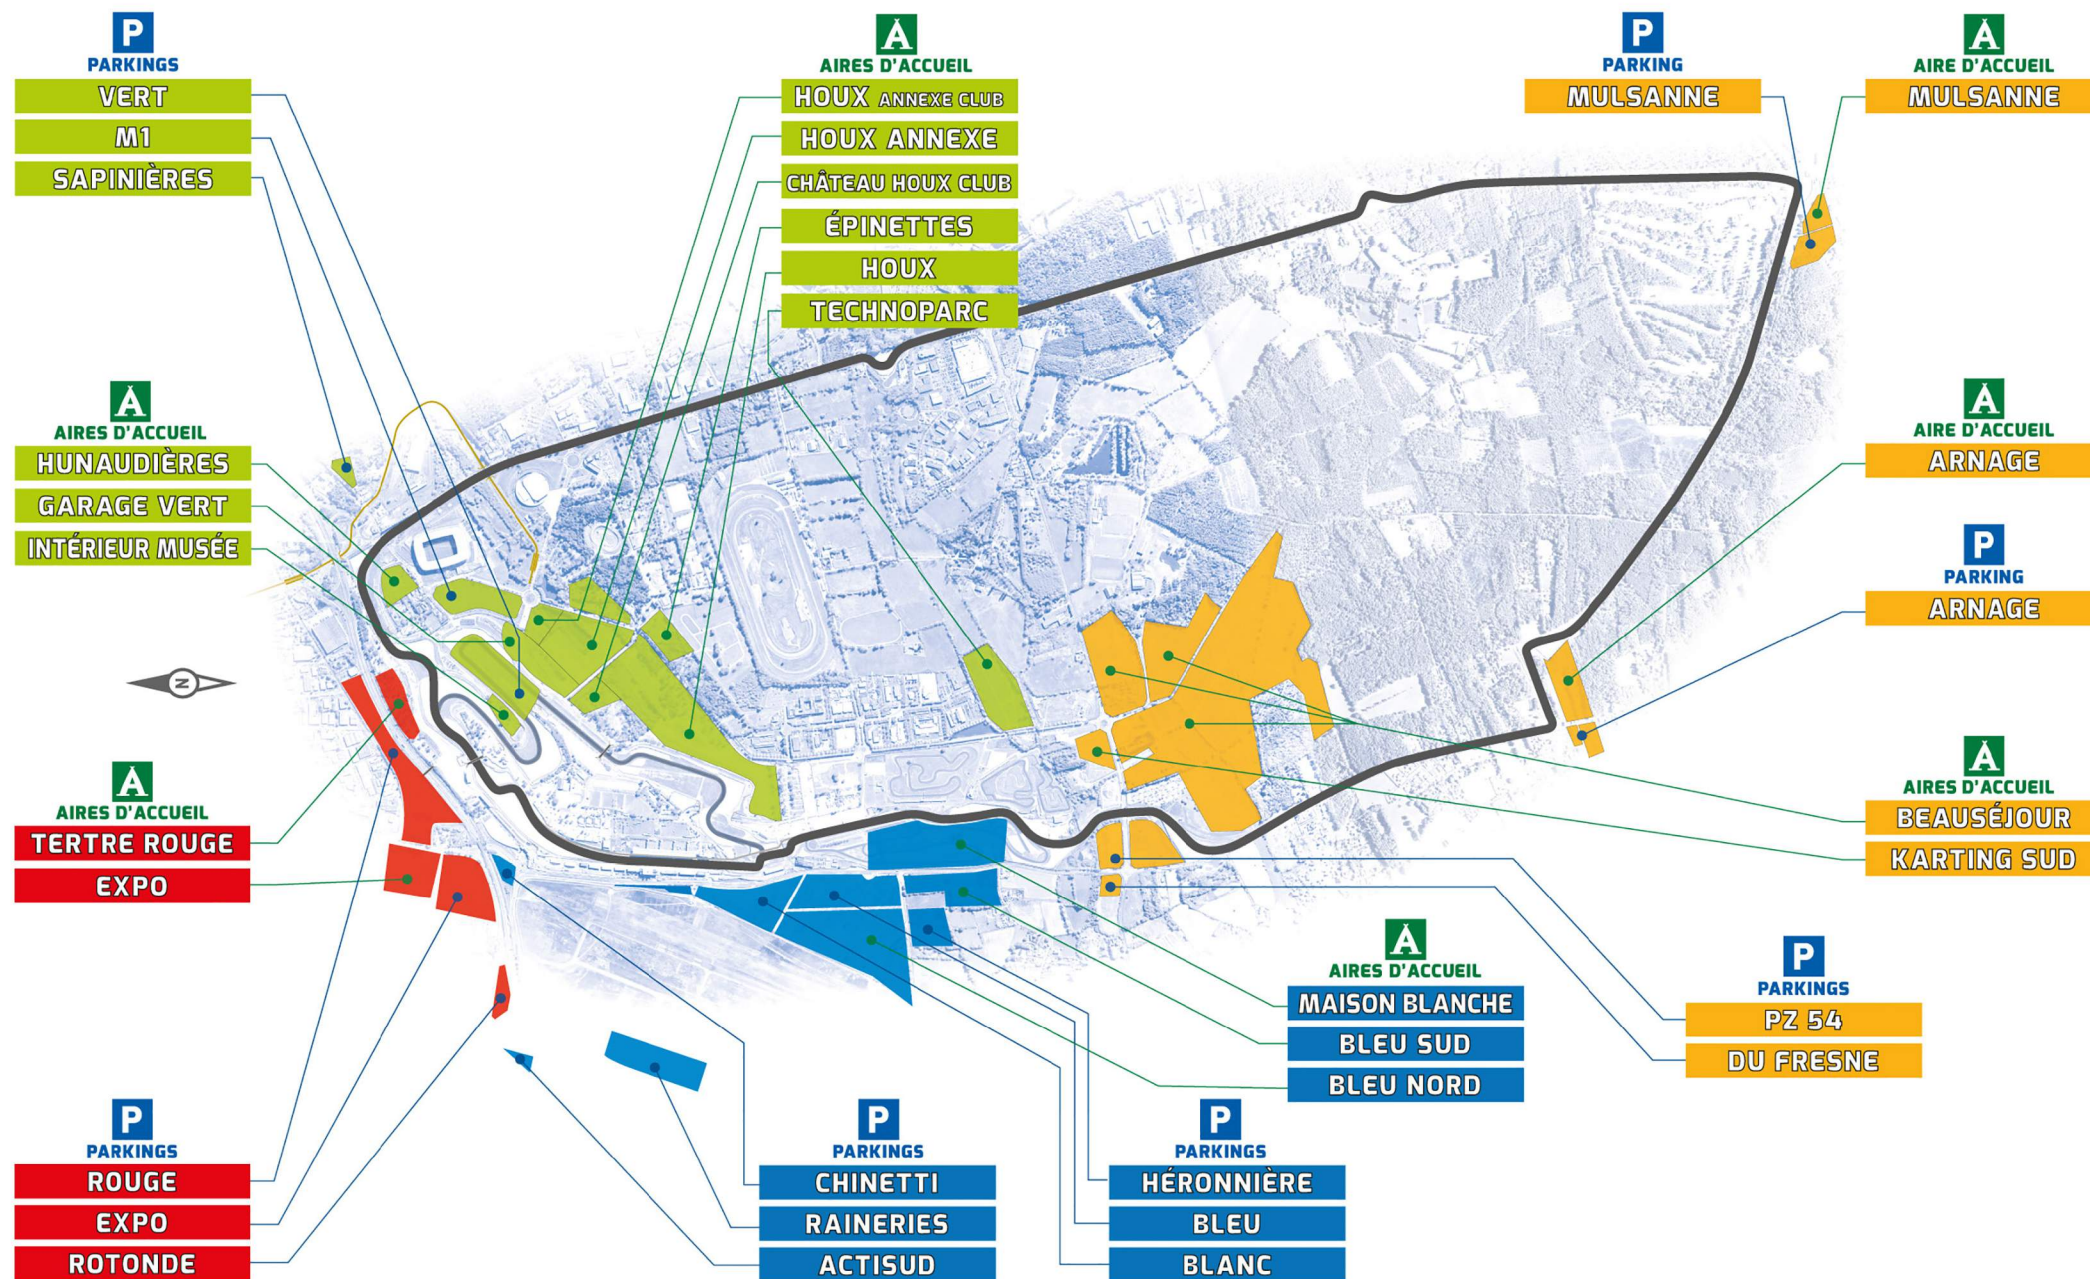 P
PARKINGS
VERT
M1
SAPINIÈRES
AIRES D'ACCUEIL
HOUX ANNEXE CLUB
HOUX ANNEXE
CHÂTEAU HOUX CLUB
ÉPINETTES
HOUX
TECHNOPARC
P
PARKING
MULSANNE
AIRE D'ACCUEIL
MULSANNE
AIRES D'ACCUEIL
HUNAUDIÈRES
GARAGE VERT
INTÉRIEUR MUSÉE
AIRE D'ACCUEIL
ARNAGE
P
PARKING
ARNAGE
N
AIRES D'ACCUEIL
TERTRE ROUGE
EXPO
AIRES D'ACCUEIL
BEAUSÉJOUR
KARTING SUD
AIRES D'ACCUEIL
MAISON BLANCHE
BLEU SUD
BLEU NORD
P
PARKINGS
PZ 54
DU FRESNE
P
PARKINGS
ROUGE
EXPO
ROTONDE
P
PARKINGS
CHINETTI
RAINERIES
ACTISUD
P
PARKINGS
HÉRONNIÈRE
BLEU
BLANC